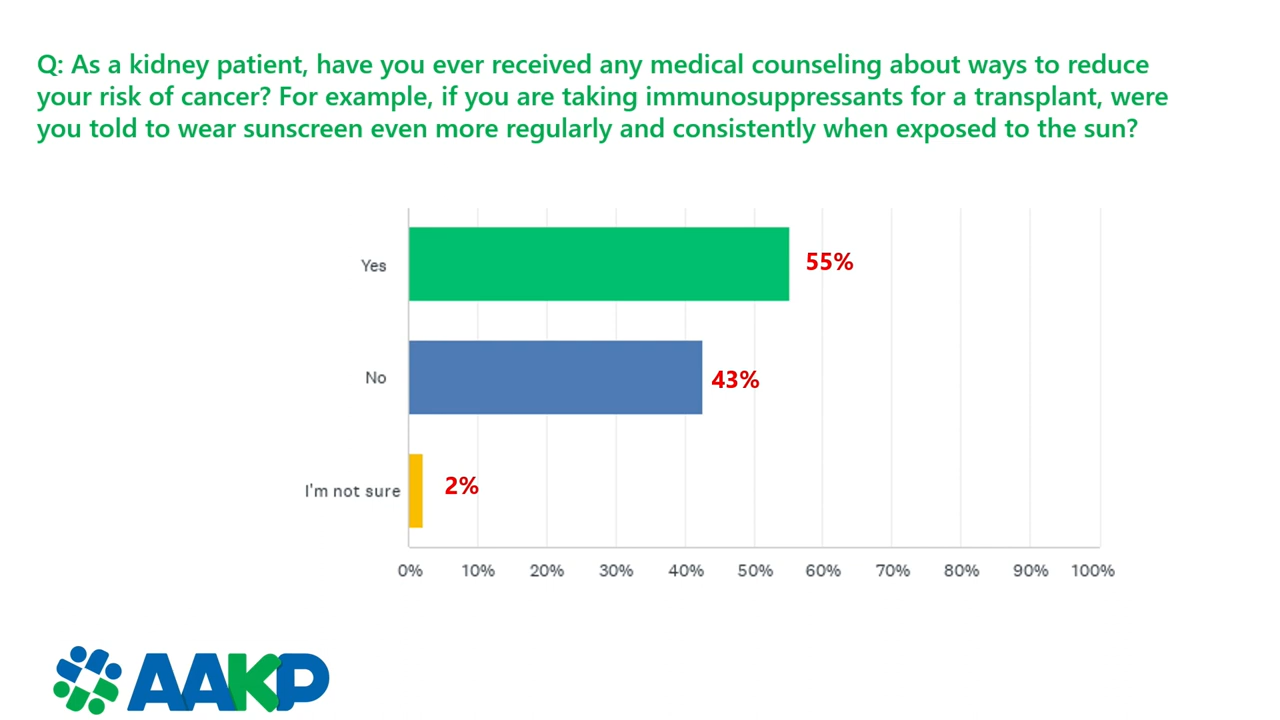 Q: As a kidney patient, have you ever received any medical counseling about ways to reduce
your risk of cancer? For example, if you are taking immunosuppressants for a transplant, were
you told to wear sunscreen even more regularly and consistently when exposed to the sun?
Yes
55%
No
43%
I'm not sure
2%
0% 10% 20% 30% 40% 50% 60% 70% 80% 90% 100%
AAKP